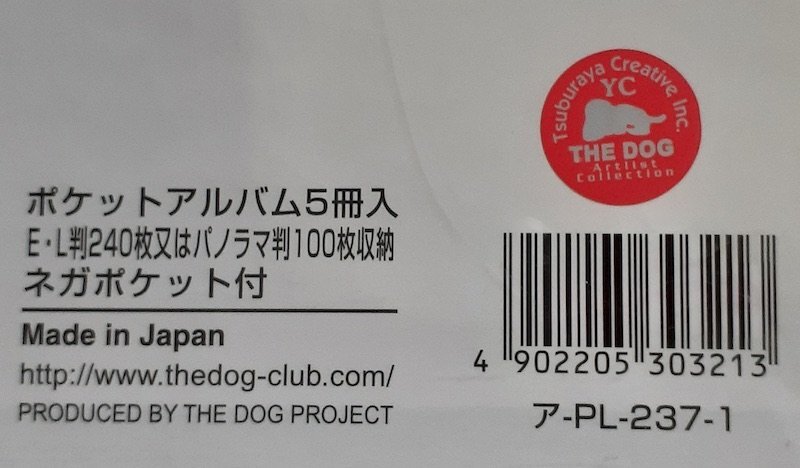 ポケットアルバム5冊入
E・L判240枚又はパノラマ判100枚収納
ネガポケット付
Made in Japan
http://www.thedog-club.com/
PRODUCED BY THE DOG PROJECT
Tsuburaya Creative Inc.
YC
THE DOG
Artlist
Collection
4 902205 303213
ア-PL-237-1